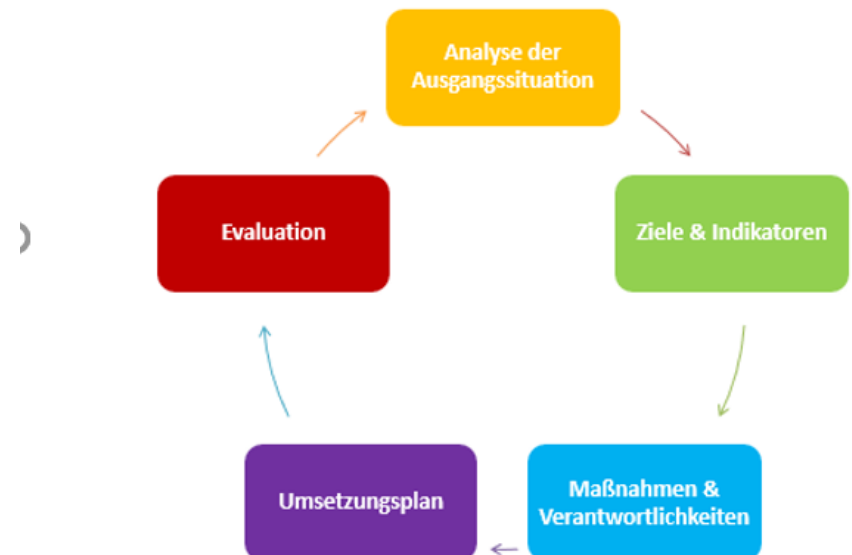 Analyse der
Ausgangssituation
Evaluation
Ziele & Indikatoren
Umsetzungsplan
Maßnahmen &
Verantwortlichkeiten